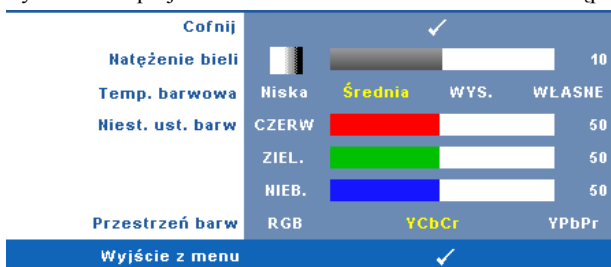 Cofnij
Natężenie bieli 10
Temp. barwowa Niska Średnia WYS. WŁASNE
Niest. ust. barw CZERW 50
ZIEL. 50
NIEB. 50
Przestrzeń barw RGB YCbCr YPbPr
Wyjście z menu